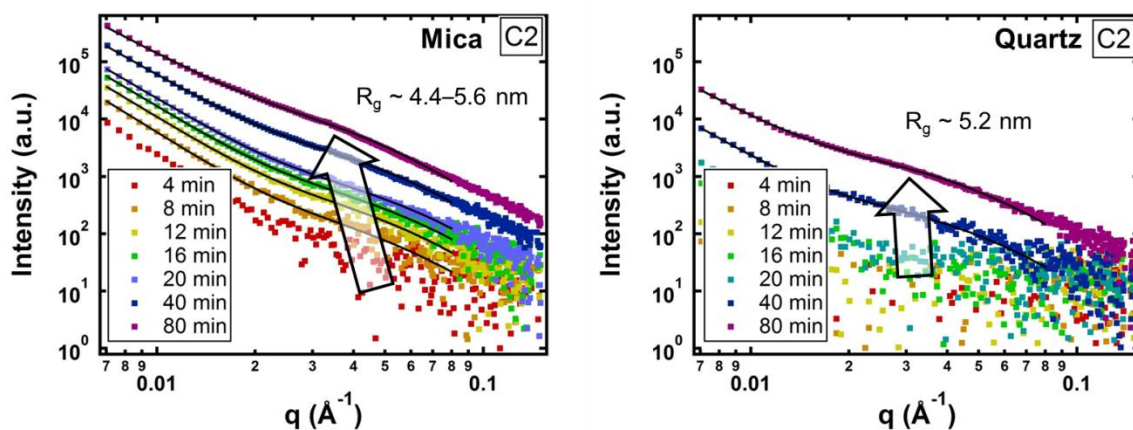 Mica C2
R_g ~ 4.4–5.6 nm
Intensity (a.u.)
10^5
10^4
10^3
10^2
10^1
10^0
4 min
8 min
12 min
16 min
20 min
40 min
80 min
7 8 9 2 3 4 5 6 7 8 9
0.01 0.1
q (Å^-1)
Quartz C2
R_g ~ 5.2 nm
Intensity (a.u.)
10^5
10^4
10^3
10^2
10^1
10^0
4 min
8 min
12 min
16 min
20 min
40 min
80 min
7 8 9 2 3 4 5 6 7 8 9
0.01 0.1
q (Å^-1)